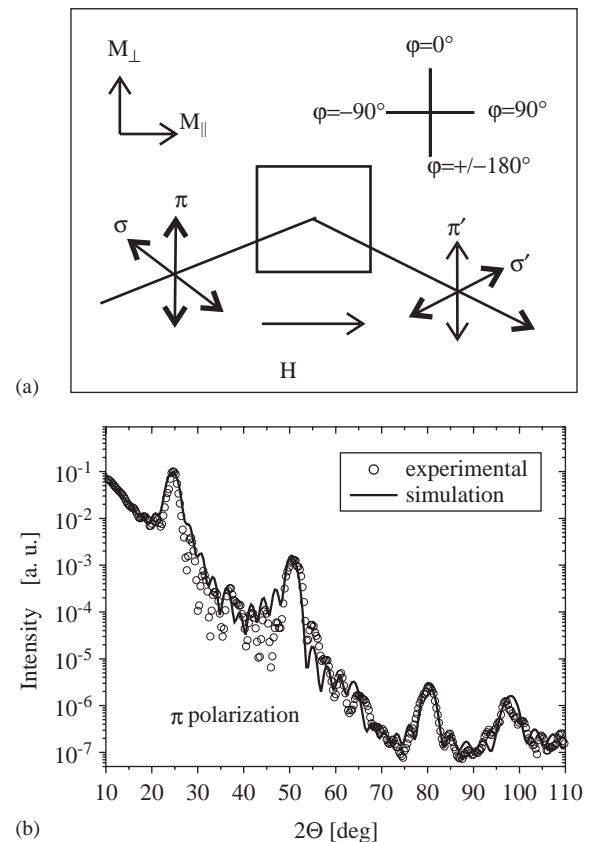 φ=0°
M⊥
M||
φ=−90°
φ=90°
φ=+/−180°
π
π′
σ
σ′
H
(a)
experimental
simulation
10⁻¹
10⁻²
10⁻³
10⁻⁴
10⁻⁵
10⁻⁶
10⁻⁷
Intensity [a. u.]
π polarization
10 20 30 40 50 60 70 80 90 100 110
2Θ [deg]
(b)